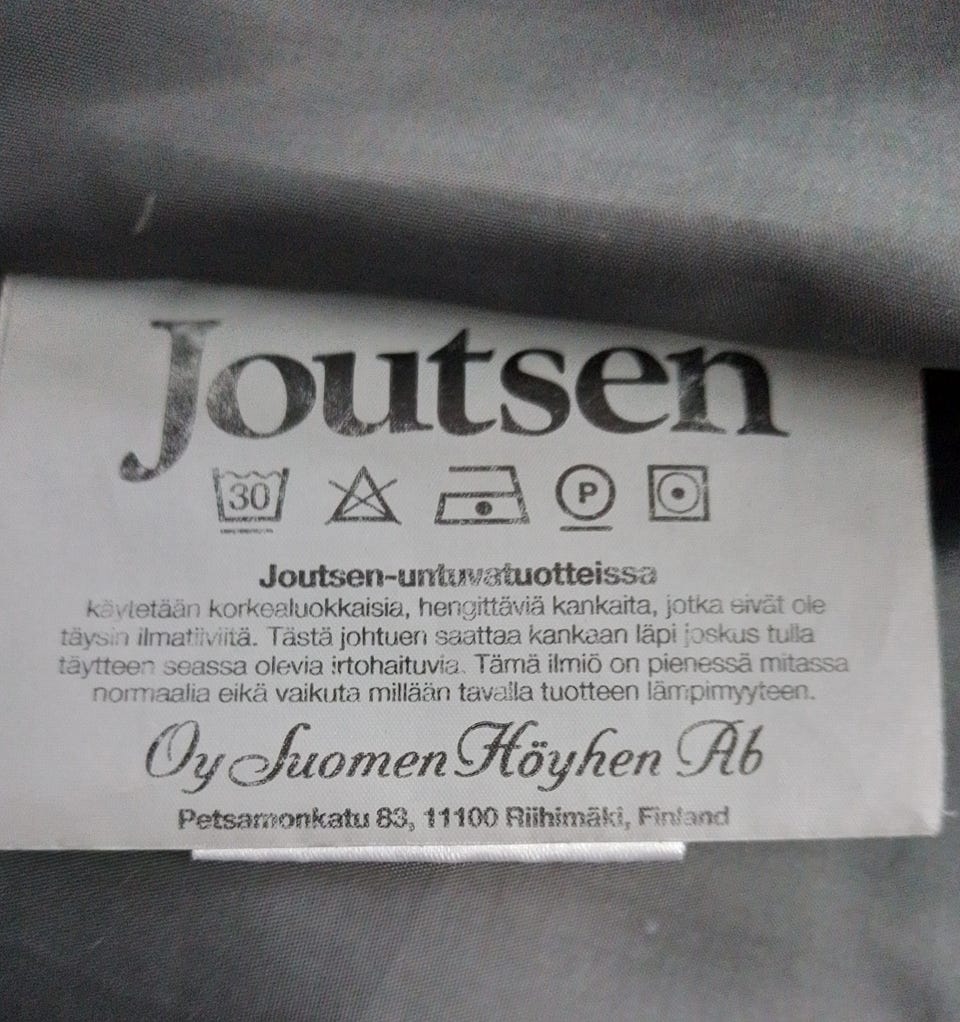 Joutsen
30 P
Joutsen-untuvatuotteissa
käytetään korkealuokkaisia, hengittäviä kankaita, jotka eivät ole
täysin ilmatiiviitä. Tästä johtuen saattaa kankaan läpi joskus tulla
täytteen seassa olevia irtohaituvia. Tämä ilmiö on pienessä mitassa
normaalia eikä vaikuta millään tavalla tuotteen lämpimyyteen.
Oy Suomen Höyhen Ab
Petsamonkatu 83, 11100 Riihimäki, Finland